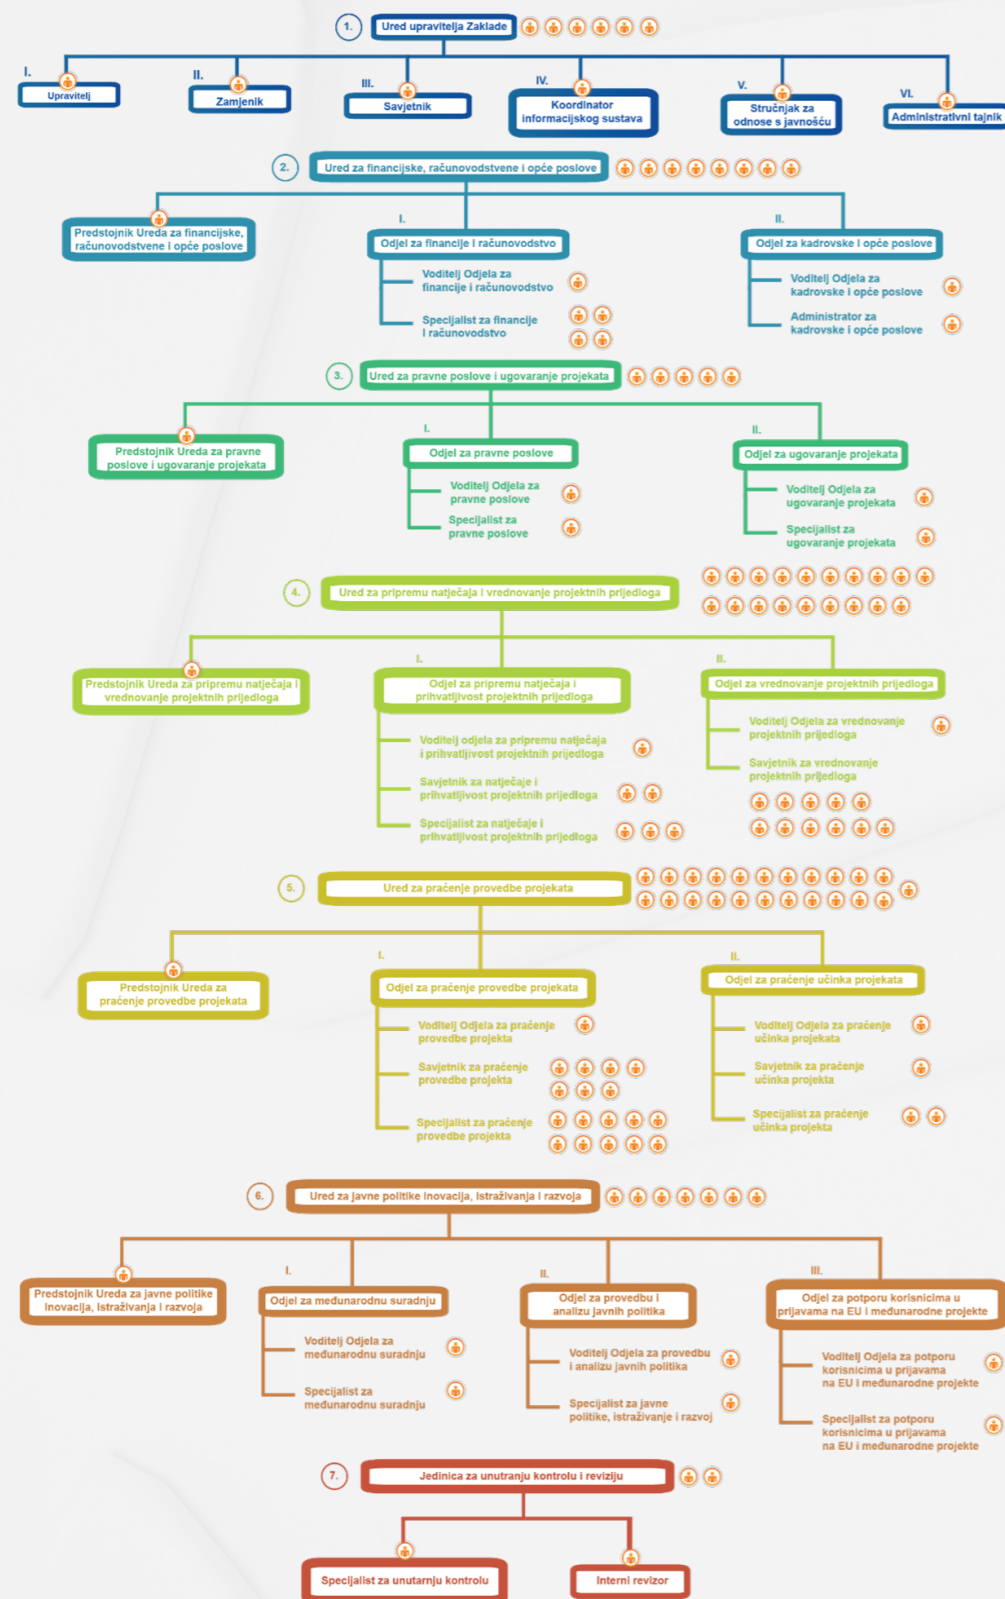 1.
Ured upravitelja Zaklade
I.
Upravitelj
II.
Zamjenik
III.
Savjetnik
IV.
Koordinator
informacijskog sustava
V.
Stručnjak za
odnose s javnošću
VI.
Administrativni tajnik
2.
Ured za financijske, računovodstvene i opće poslove
Predstojnik Ureda za financijske,
računovodstvene i opće poslove
I.
Odjel za financije i računovodstvo
Voditelj Odjela za
financije i računovodstvo
Specijalist za financije
i računovodstvo
II.
Odjel za kadrovske i opće poslove
Voditelj Odjela za
kadrovske i opće poslove
Administrator za
kadrovske i opće poslove
3.
Ured za pravne poslove i ugovaranje projekata
Predstojnik Ureda za pravne
poslove i ugovaranje projekata
I.
Odjel za pravne poslove
Voditelj Odjela za
pravne poslove
Specijalist za
pravne poslove
II.
Odjel za ugovaranje projekata
Voditelj Odjela za
ugovaranje projekata
Specijalist za
ugovaranje projekata
4.
Ured za pripremu natječaja i vrednovanje projektnih prijedloga
Predstojnik Ureda za pripremu natječaja i
vrednovanje projektnih prijedloga
I.
Odjel za pripremu natječaja i
prihvatljivost projektnih prijedloga
Voditelj odjela za pripremu natječaja
i prihvatljivost projektnih prijedloga
Savjetnik za natječaje i
prihvatljivost projektnih prijedloga
Specijalist za natječaje i
prihvatljivost projektnih prijedloga
II.
Odjel za vrednovanje projektnih prijedloga
Voditelj Odjela za vrednovanje
projektnih prijedloga
Savjetnik za vrednovanje
projektnih prijedloga
5.
Ured za praćenje provedbe projekata
Predstojnik Ureda za
praćenje provedbe projekata
I.
Odjel za praćenje provedbe projekata
Voditelj Odjela za praćenje
provedbe projekta
Savjetnik za praćenje
provedbe projekta
Specijalist za praćenje
provedbe projekta
II.
Odjel za praćenje učinka projekata
Voditelj Odjela za praćenje
učinka projekata
Savjetnik za praćenje
učinka projekta
Specijalist za praćenje
učinka projekta
6.
Ured za javne politike inovacija, istraživanja i razvoja
Predstojnik Ureda za javne politike
inovacija, istraživanja i razvoja
I.
Odjel za međunarodnu suradnju
Voditelj Odjela za
međunarodnu suradnju
Specijalist za
međunarodnu suradnju
II.
Odjel za provedbu i
analizu javnih politika
Voditelj Odjela za provedbu
i analizu javnih politika
Specijalist za javne
politike, istraživanje i razvoj
III.
Odjel za potporu korisnicima u
prijavama na EU i međunarodne projekte
Voditelj Odjela za potporu
korisnicima u prijavama
na EU i međunarodne projekte
Specijalist za potporu
korisnicima u prijavama
na EU i međunarodne projekte
7.
Jedinica za unutranju kontrolu i reviziju
Specijalist za unutarnju kontrolu
Interni revizor